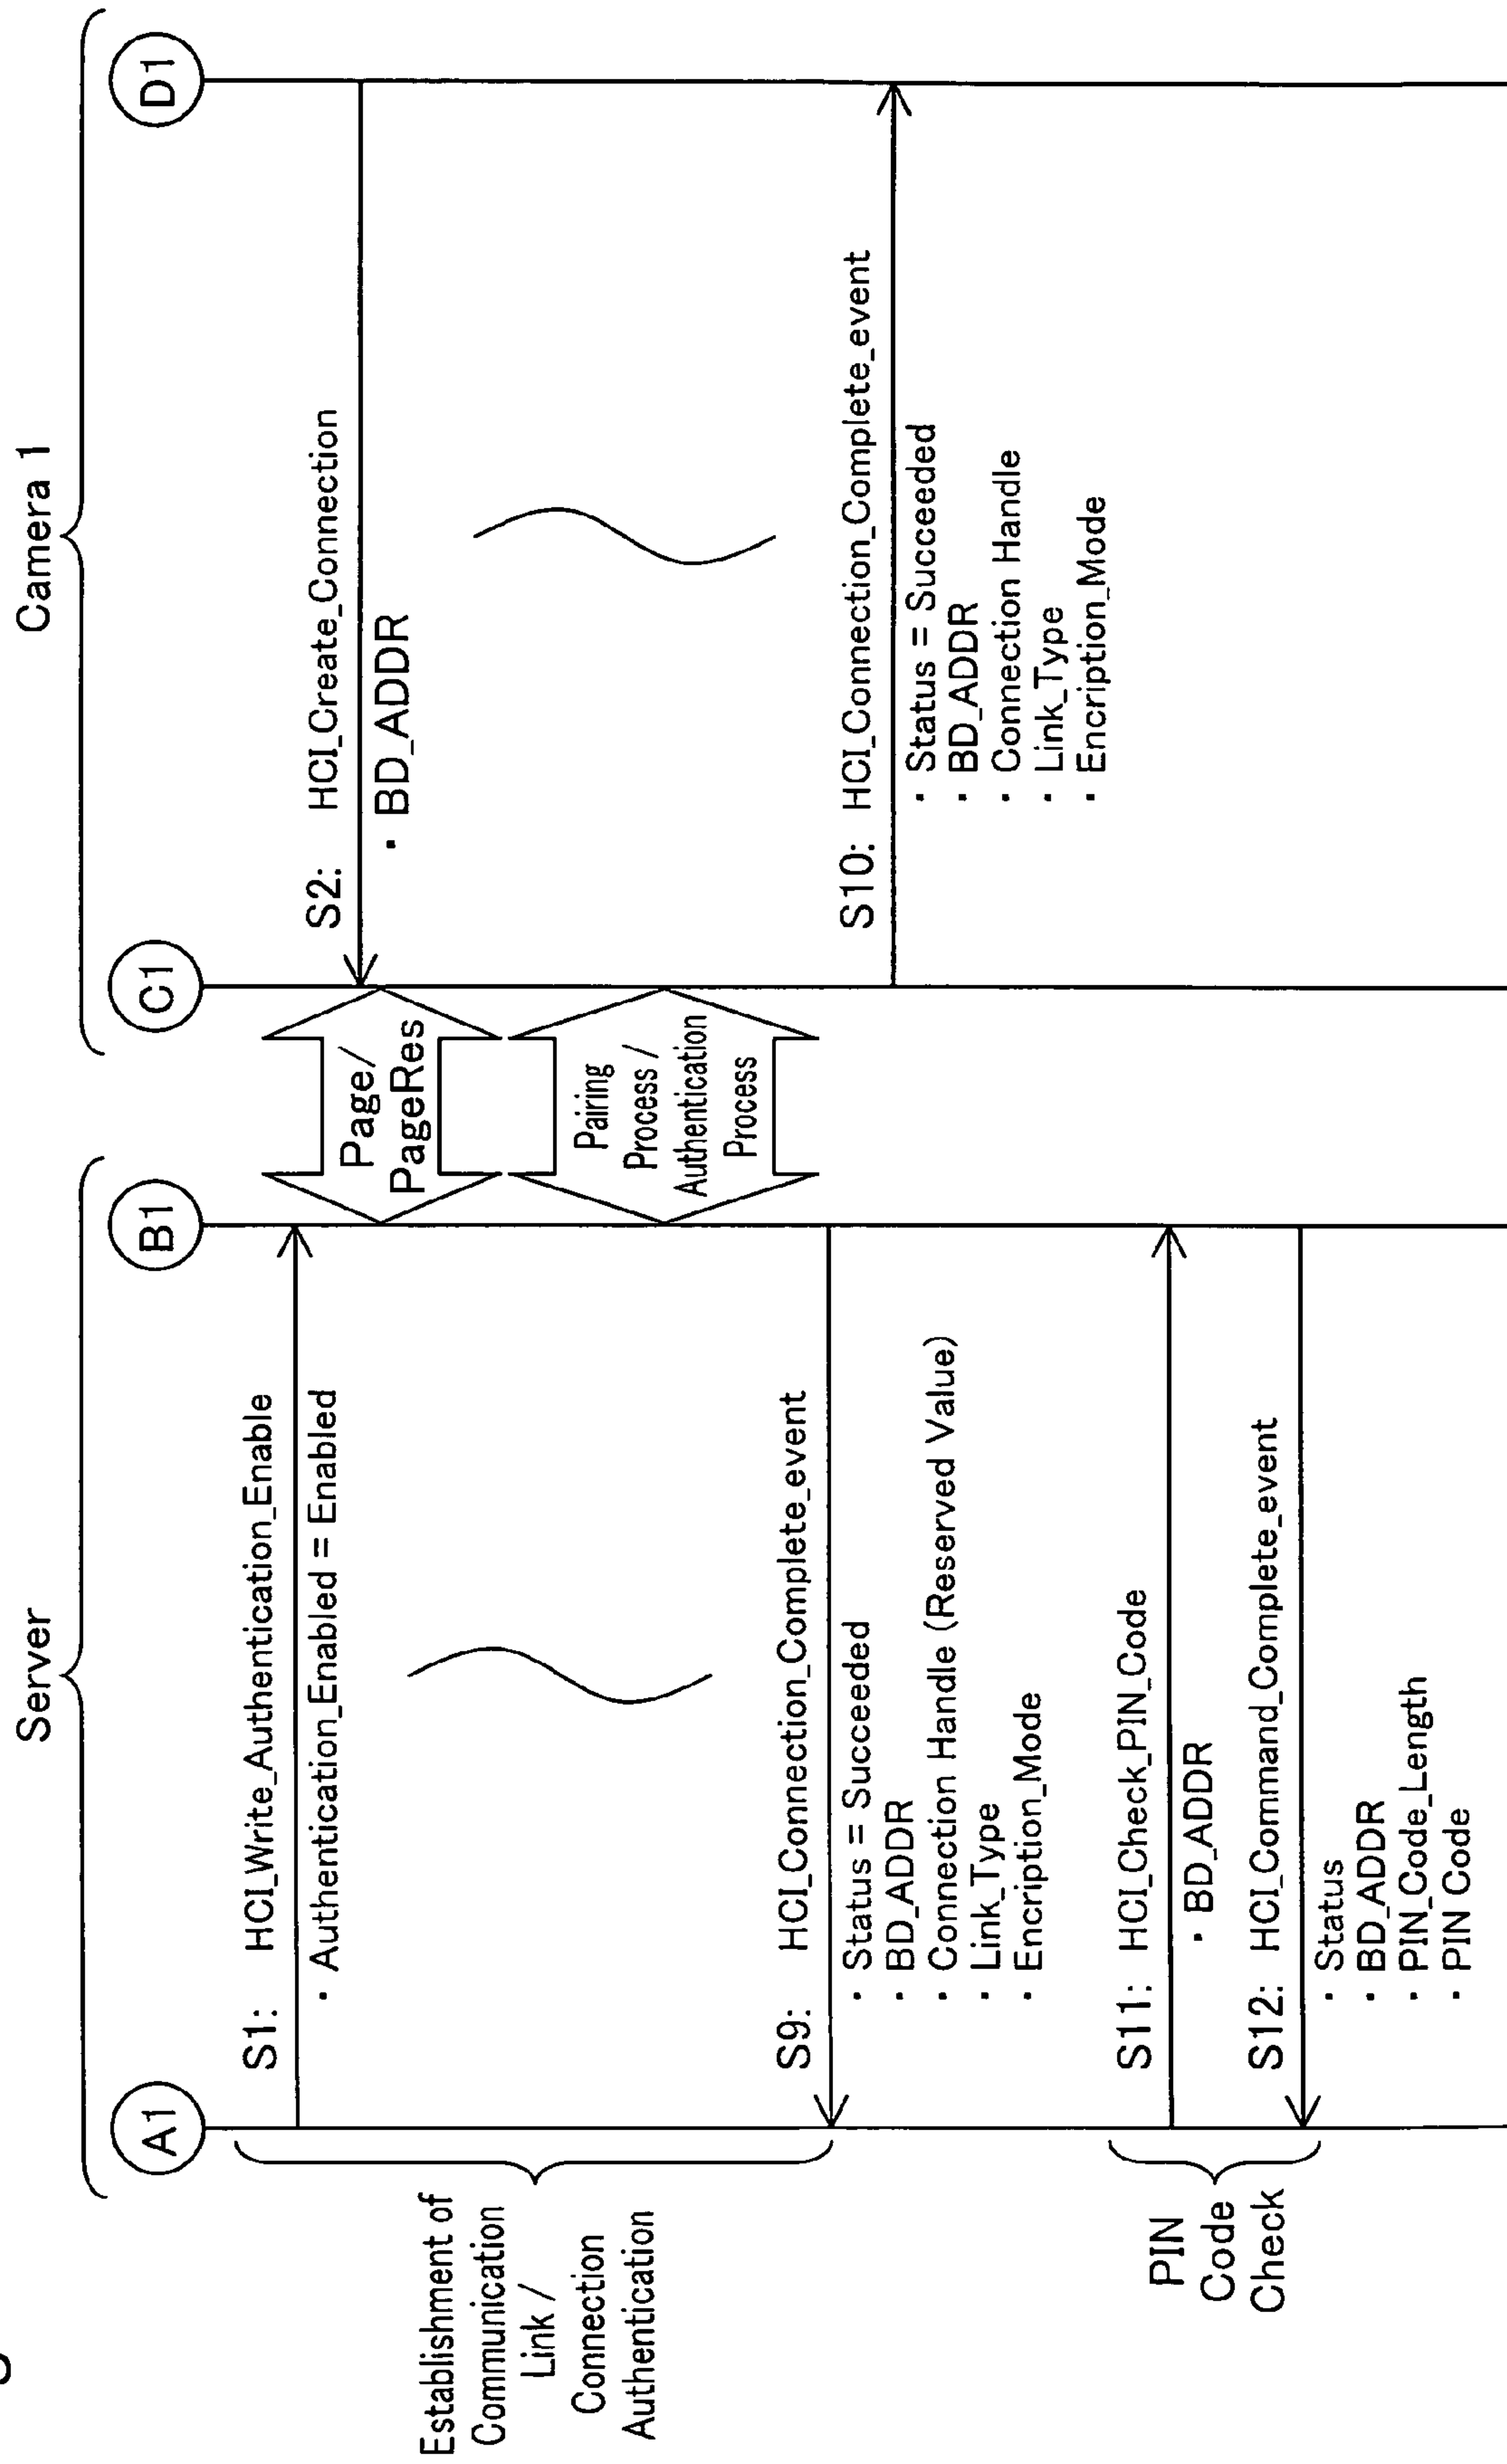 Server
Camera 1
A1
B1
C1
D1
Establishment of
Communication
Link /
Connection
Authentication
S1: HCI_Write_Authentication_Enable
· Authentication_Enabled = Enabled
S2: HCI_Create_Connection
· BD_ADDR
Page/
PageRes
Pairing
Process /
Authentication
Process
S9: HCI_Connection_Complete_event
· Status = Succeeded
· BD_ADDR
· Connection Handle (Reserved Value)
· Link_Type
· Encription_Mode
S10: HCI_Connection_Complete_event
· Status = Succeeded
· BD_ADDR
· Connection Handle
· Link_Type
· Encription_Mode
PIN
Code
Check
S11: HCI_Check_PIN_Code
· BD_ADDR
S12: HCI_Command_Complete_event
· Status
· BD_ADDR
· PIN_Code_Length
· PIN Code